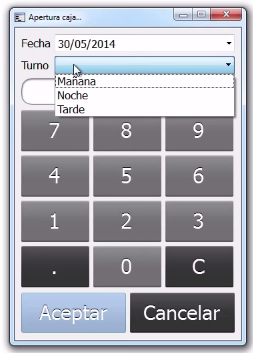 Apertura caja...
Fecha 30/05/2014
Turno
Mañana
Noche
Tarde
7 8 9
4 5 6
1 2 3
. 0 C
Aceptar Cancelar